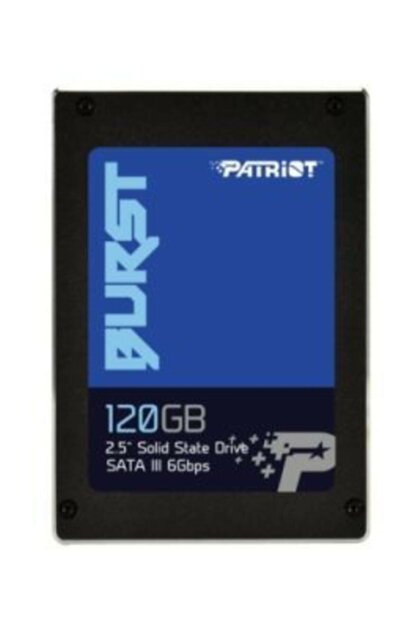 PATRIOT
BURST
120GB
2.5" Solid State Drive
SATA III 6Gbps
P